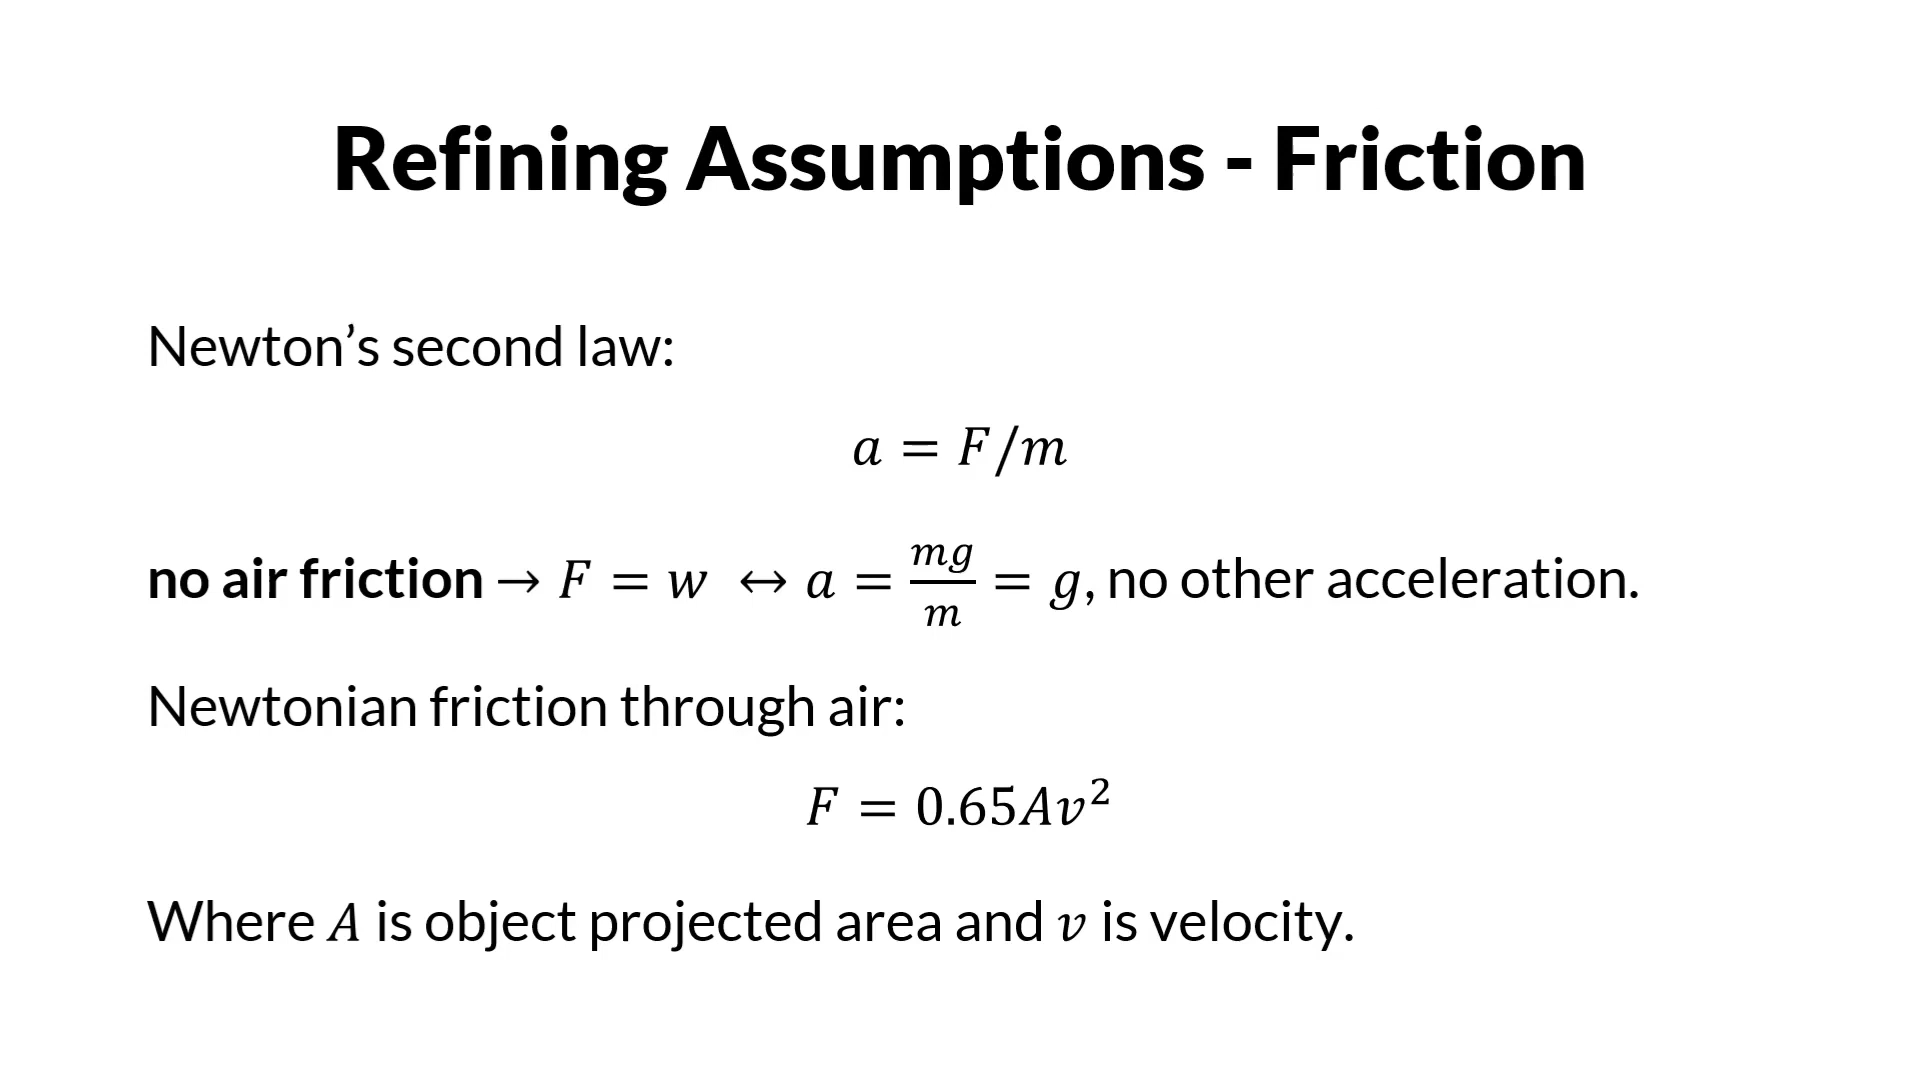 Refining Assumptions - Friction
Newton’s second law:
𝑎 = 𝐹/𝑚
no air friction → 𝐹 = 𝑤 ↔ 𝑎 = 𝑚𝑔/𝑚 = 𝑔, no other acceleration.
Newtonian friction through air:
𝐹 = 0.65𝐴𝑣²
Where 𝐴 is object projected area and 𝑣 is velocity.